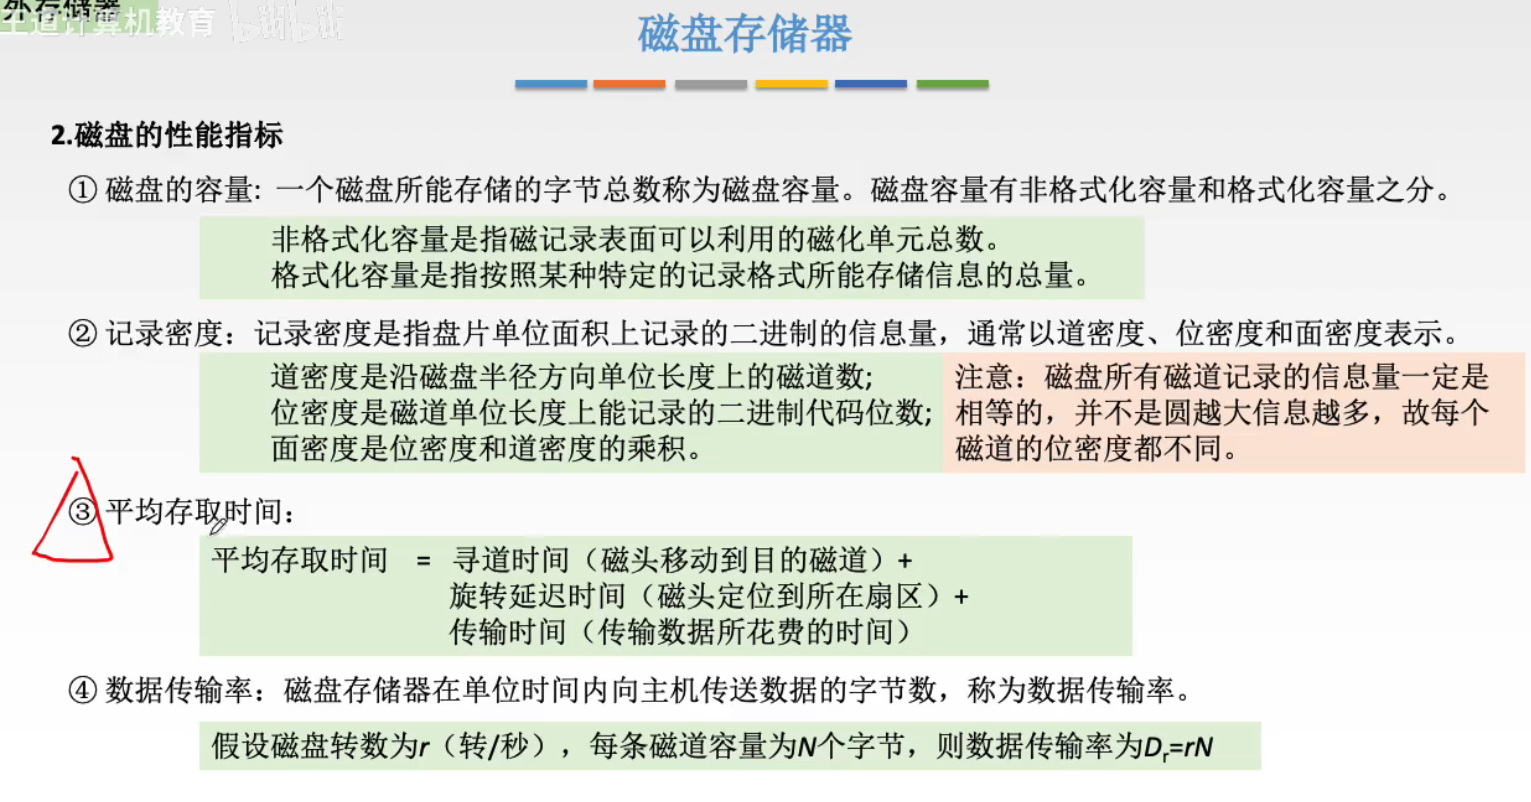 外存储器
王道计算机教育 bilibili
磁盘存储器
2.磁盘的性能指标
① 磁盘的容量: 一个磁盘所能存储的字节总数称为磁盘容量。磁盘容量有非格式化容量和格式化容量之分。
非格式化容量是指磁记录表面可以利用的磁化单元总数。
格式化容量是指按照某种特定的记录格式所能存储信息的总量。
② 记录密度：记录密度是指盘片单位面积上记录的二进制的信息量，通常以道密度、位密度和面密度表示。
道密度是沿磁盘半径方向单位长度上的磁道数;
位密度是磁道单位长度上能记录的二进制代码位数;
面密度是位密度和道密度的乘积。
注意：磁盘所有磁道记录的信息量一定是
相等的，并不是圆越大信息越多，故每个
磁道的位密度都不同。
③ 平均存取时间：
平均存取时间 = 寻道时间（磁头移动到目的磁道）+
旋转延迟时间（磁头定位到所在扇区）+
传输时间（传输数据所花费的时间）
④ 数据传输率：磁盘存储器在单位时间内向主机传送数据的字节数，称为数据传输率。
假设磁盘转数为r（转/秒），每条磁道容量为N个字节，则数据传输率为Dr=rN